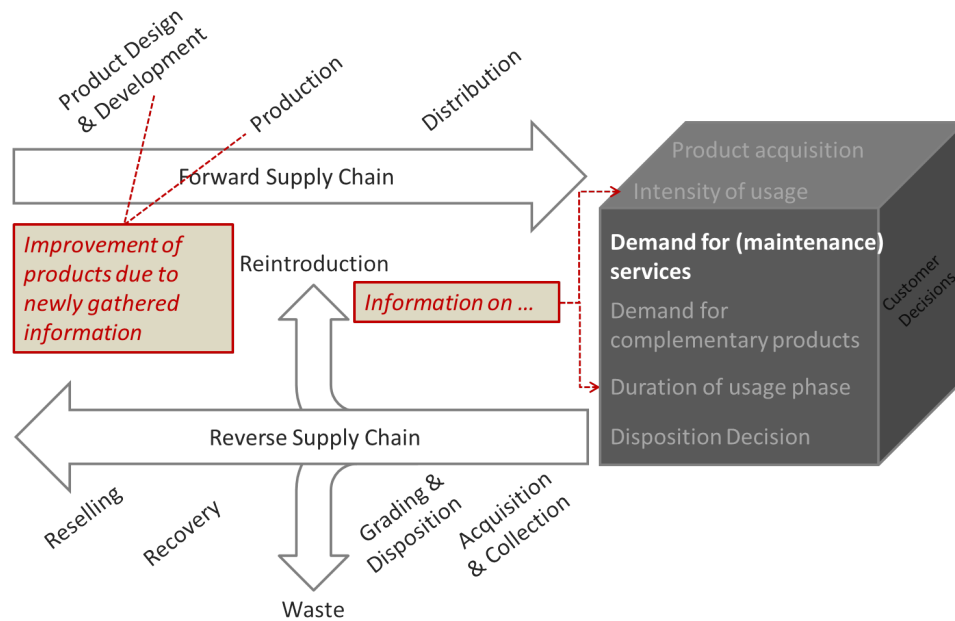 Product Design
& Development
Production
Distribution
Forward Supply Chain
Product acquisition
Intensity of usage
Improvement of
products due to
newly gathered
information
Reintroduction
Information on ...
Demand for (maintenance)
services
Demand for
complementary products
Duration of usage phase
Disposition Decision
Customer
Decisions
Reverse Supply Chain
Reselling
Recovery
Grading &
Disposition
Acquisition
& Collection
Waste